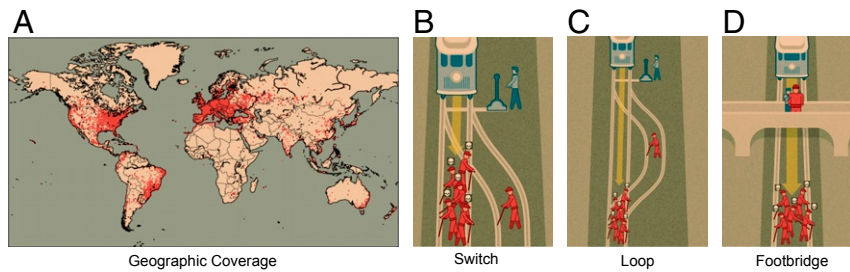 A
B
C
D
Geographic Coverage
Switch
Loop
Footbridge